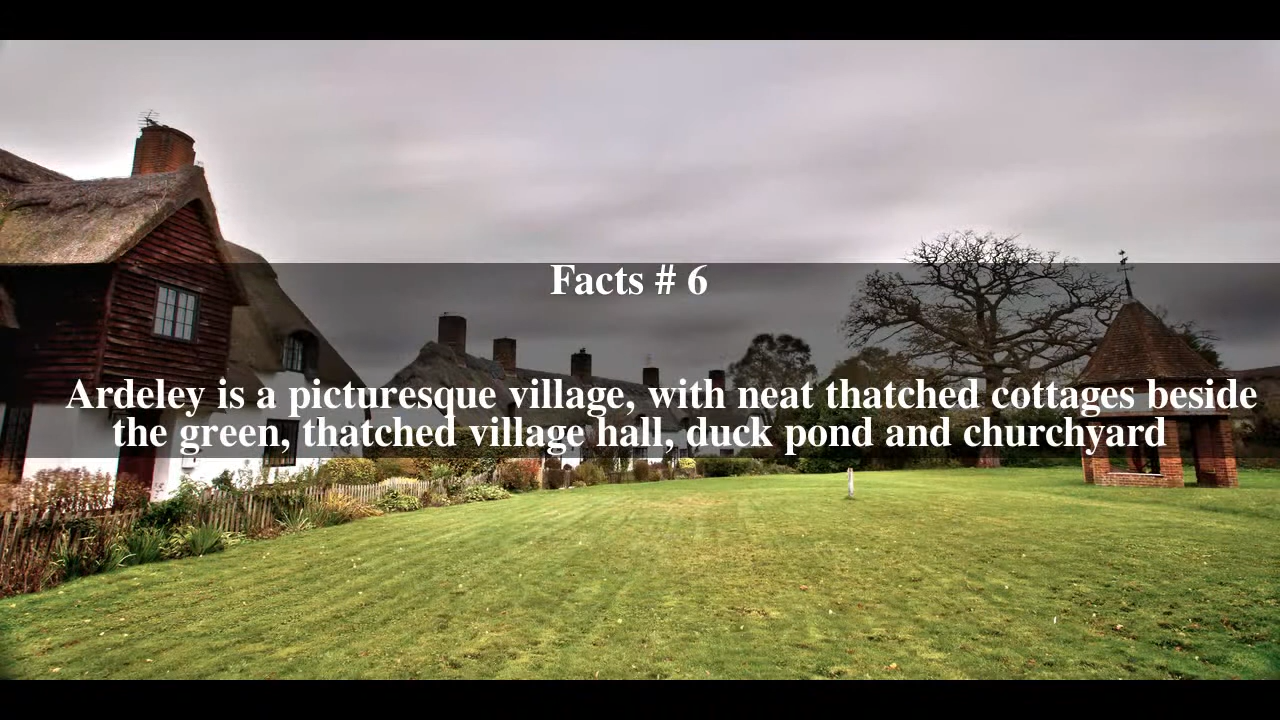 Facts # 6
Ardeley is a picturesque village, with neat thatched cottages beside
the green, thatched village hall, duck pond and churchyard